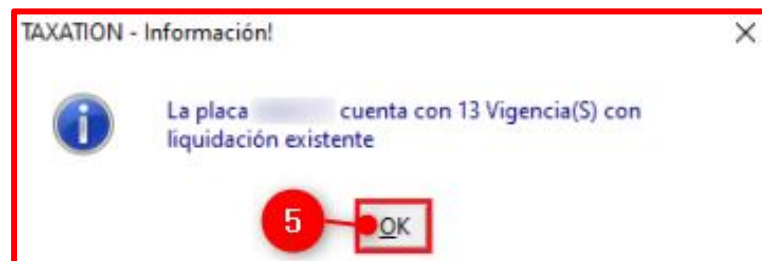 TAXATION - Información!
La placa cuenta con 13 Vigencia(S) con
liquidación existente
5
OK